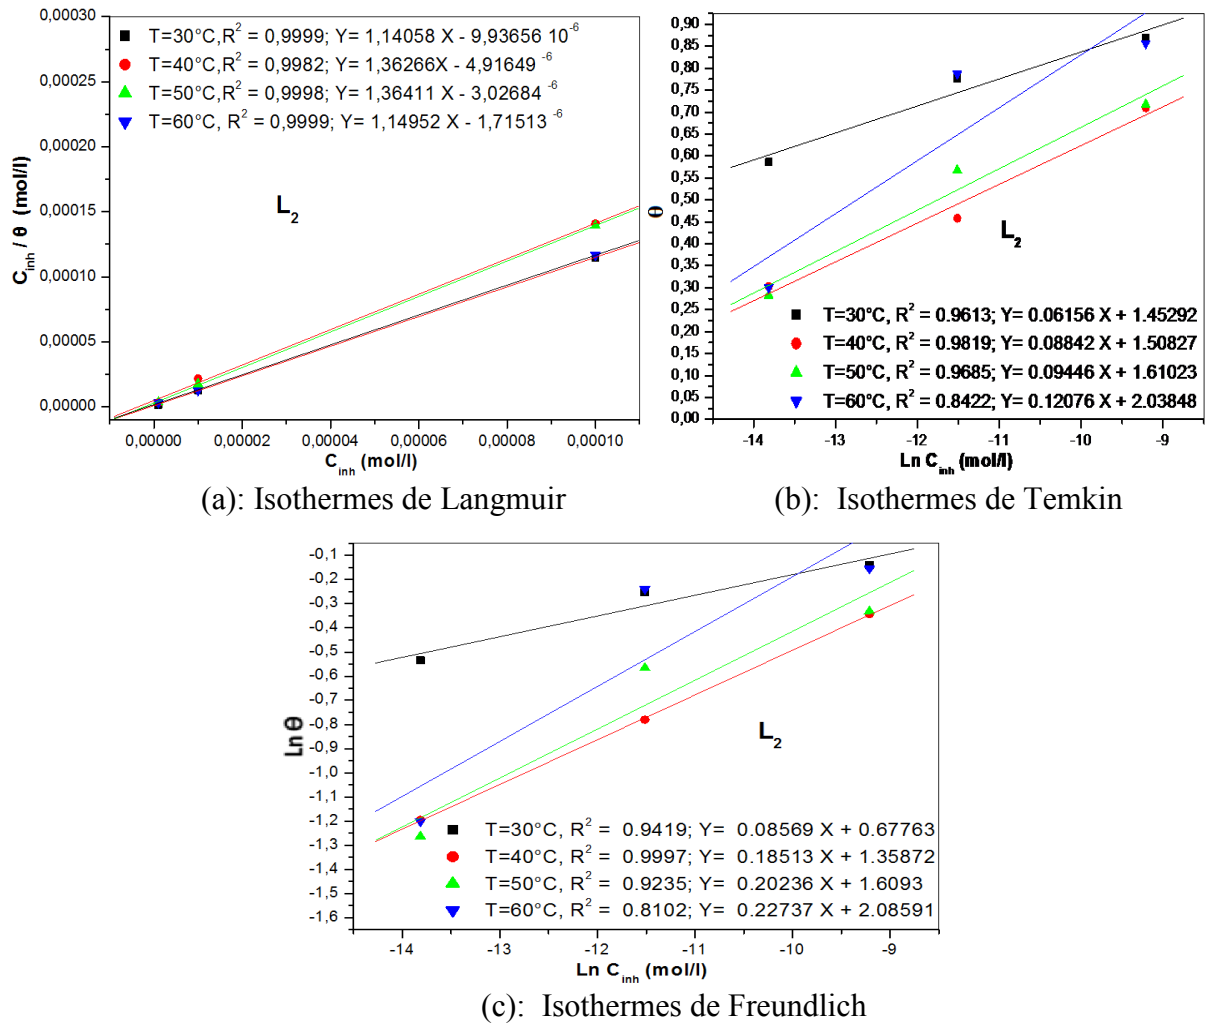 0,00030
0,00025
0,00020
0,00015
0,00010
0,00005
0,00000
C_inh / θ (mol/l)
T=30°C,R² = 0,9999; Y= 1,14058 X - 9,93656 10⁻⁶
T=40°C,R² = 0,9982; Y= 1,36266X - 4,91649 ⁻⁶
T=50°C,R² = 0,9998; Y= 1,36411 X - 3,02684 ⁻⁶
T=60°C, R² = 0,9999; Y= 1,14952 X - 1,71513 ⁻⁶
L₂
0,00000 0,00002 0,00004 0,00006 0,00008 0,00010
C_inh (mol/l)
(a): Isothermes de Langmuir
0,90
0,85
0,80
0,75
0,70
0,65
0,60
0,55
0,50
0,45
0,40
0,35
0,30
0,25
0,20
0,15
0,10
0,05
0,00
θ
L₂
T=30°C, R² = 0.9613; Y= 0.06156 X + 1.45292
T=40°C, R² = 0.9819; Y= 0.08842 X + 1.50827
T=50°C, R² = 0.9685; Y= 0.09446 X + 1.61023
T=60°C, R² = 0.8422; Y= 0.12076 X + 2.03848
-14 -13 -12 -11 -10 -9
Ln C_inh (mol/l)
(b): Isothermes de Temkin
-0,1
-0,2
-0,3
-0,4
-0,5
-0,6
-0,7
-0,8
-0,9
-1,0
-1,1
-1,2
-1,3
-1,4
-1,5
-1,6
Ln θ
L₂
T=30°C, R² = 0.9419; Y= 0.08569 X + 0.67763
T=40°C, R² = 0.9997; Y= 0.18513 X + 1.35872
T=50°C, R² = 0.9235; Y= 0.20236 X + 1.6093
T=60°C, R² = 0.8102; Y= 0.22737 X + 2.08591
-14 -13 -12 -11 -10 -9
Ln C_inh (mol/l)
(c): Isothermes de Freundlich